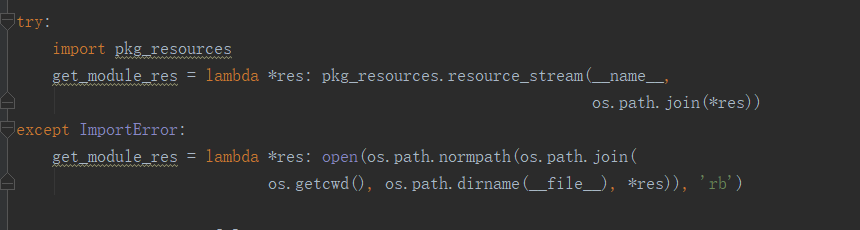 try:
    import pkg_resources
    get_module_res = lambda *res: pkg_resources.resource_stream(__name__,
                                                                os.path.join(*res))
except ImportError:
    get_module_res = lambda *res: open(os.path.normpath(os.path.join(
                            os.getcwd(), os.path.dirname(__file__), *res)), 'rb')